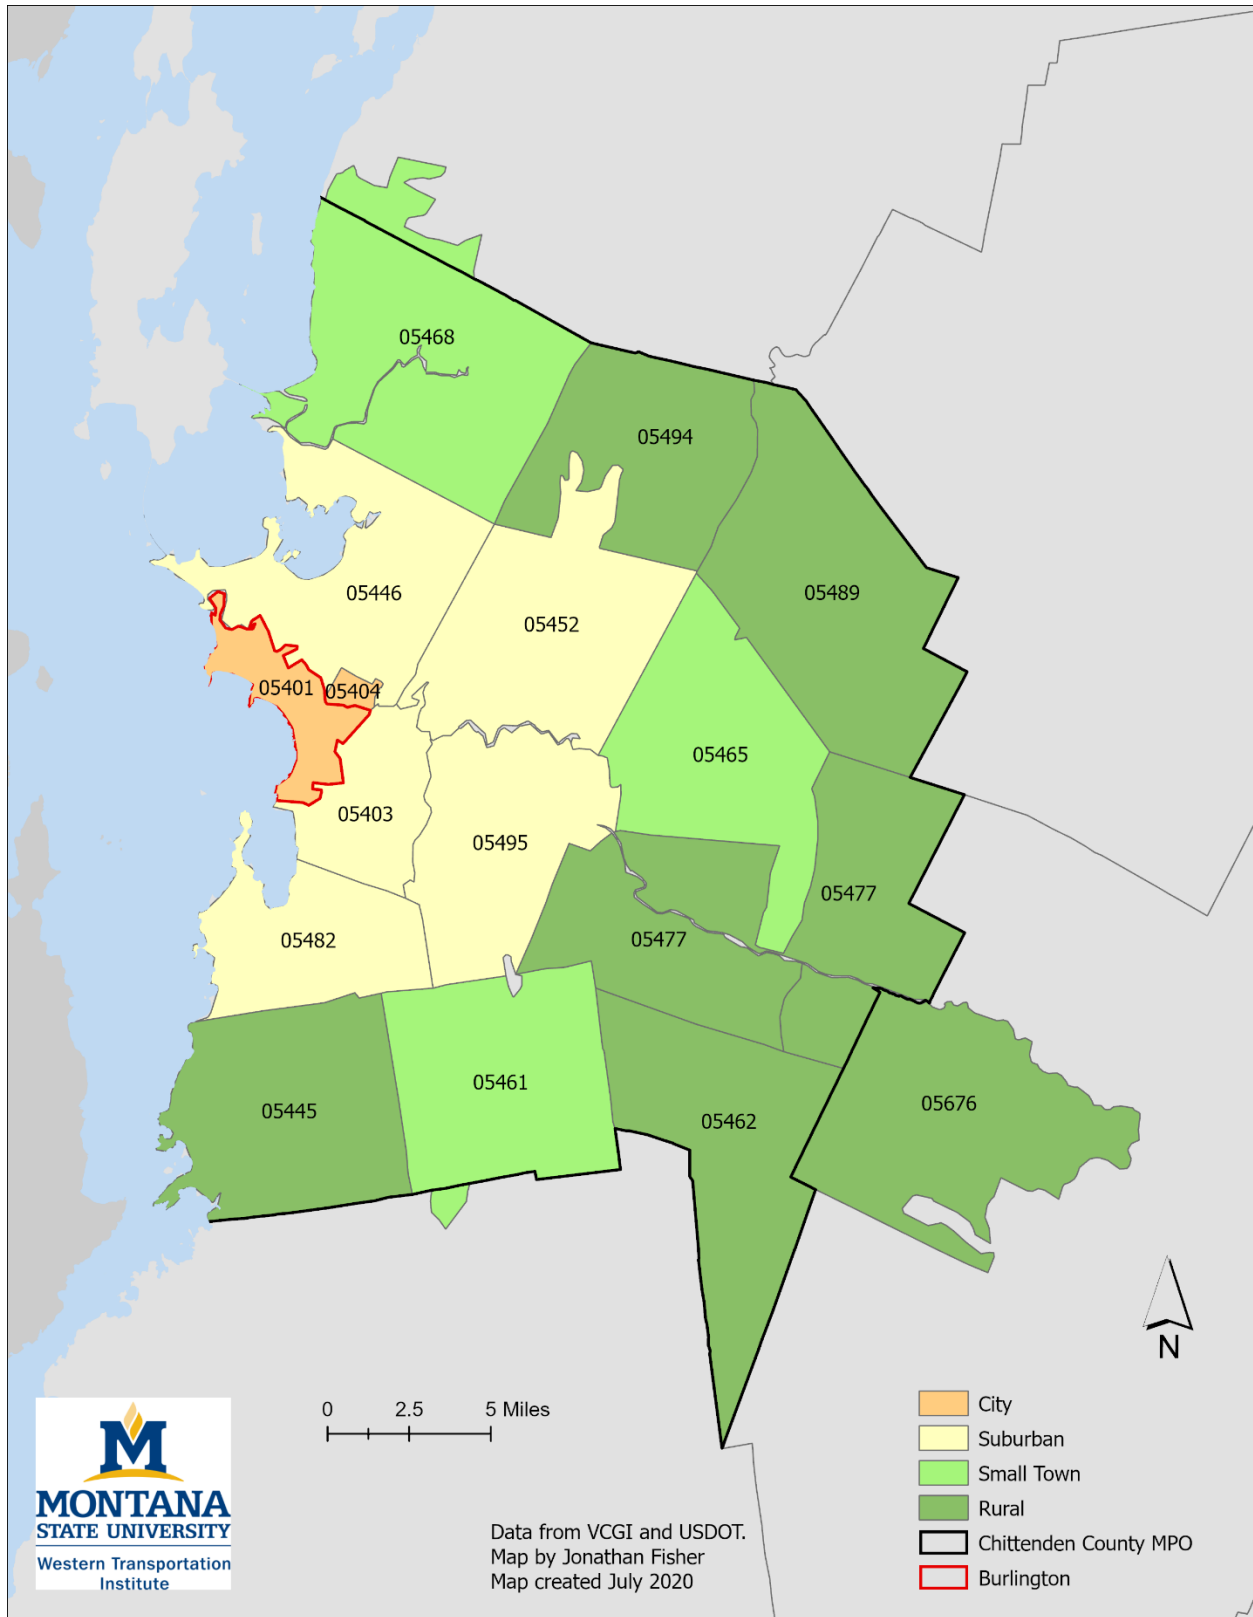 05468
05494
05489
05446
05452
05401
05404
05465
05403
05495
05477
05477
05482
05461
05445
05462
05676
N
0 2.5 5 Miles
City
Suburban
Small Town
Rural
Chittenden County MPO
Burlington
M
MONTANA
STATE UNIVERSITY
Western Transportation
Institute
Data from VCGI and USDOT.
Map by Jonathan Fisher
Map created July 2020